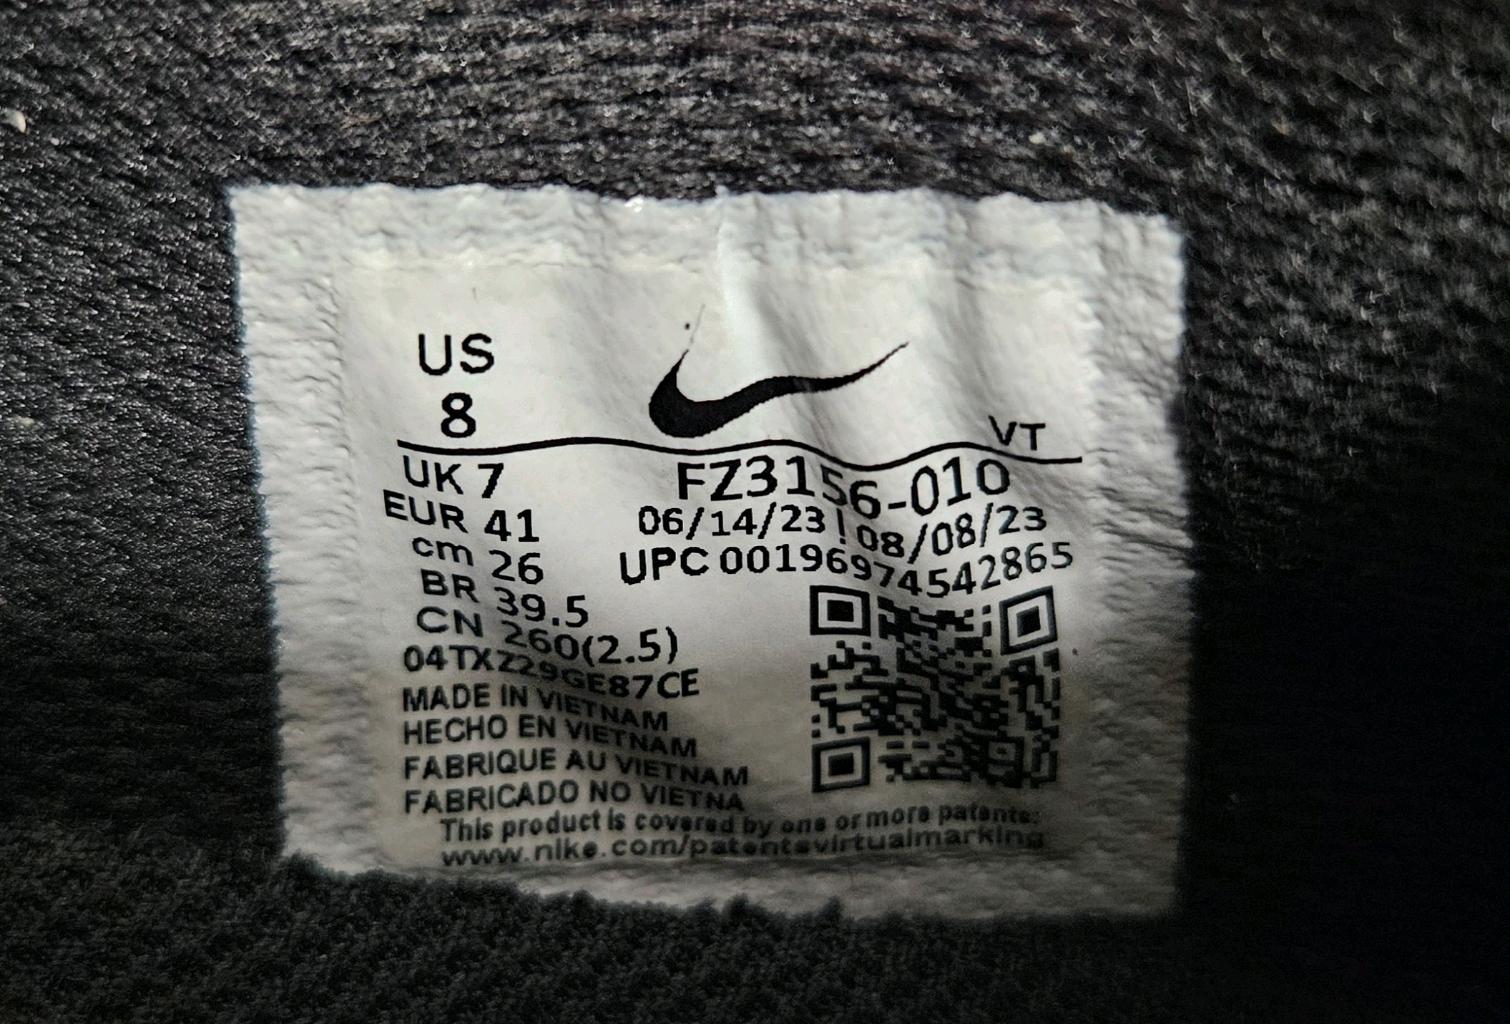 US
8
VT
UK 7
FZ3156-010
EUR 41
06/14/23 | 08/08/23
cm 26
UPC 00196974542865
BR 39.5
CN 260(2.5)
04TXZ29GE87CE
MADE IN VIETNAM
HECHO EN VIETNAM
FABRIQUE AU VIETNAM
FABRICADO NO VIETNA
This product is covered by one or more patents:
www.nike.com/patentsvirtualmarking